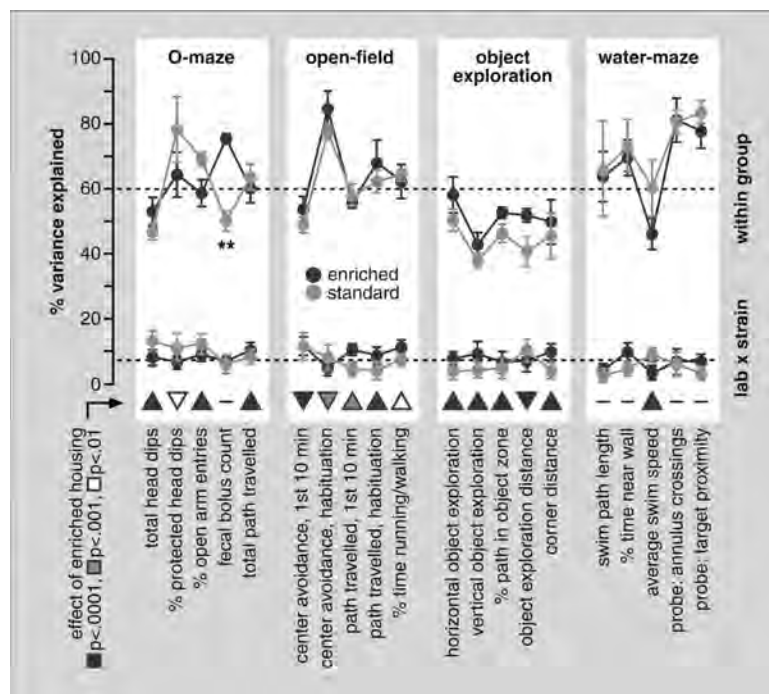 O-maze
open-field
object
exploration
water-maze
100
80
60
40
20
10
0
% variance explained
within group
lab x strain
enriched
standard
**
effect of enriched housing
p<.0001, p<.001, p<.01
total head dips
% protected head dips
% open arm entries
fecal bolus count
total path travelled
center avoidance, 1st 10 min
center avoidance, habituation
path travelled, 1st 10 min
path travelled, habituation
% time running/walking
horizontal object exploration
vertical object exploration
% path in object zone
object exploration distance
corner distance
swim path length
% time near wall
average swim speed
probe: annulus crossings
probe: target proximity